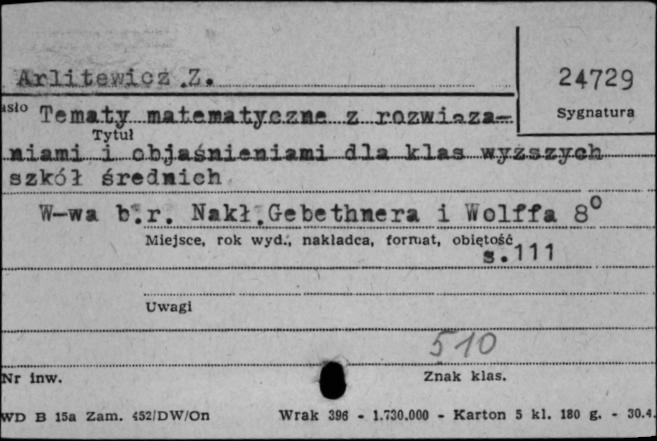 Arlitewicz Z.
24729
asło Tematy matematyczne z rozwiąza-
Sygnatura
Tytuł
niami i objaśnieniami dla klas wyższych
szkół średnich
W-wa b.r. Nakł.Gebethnera i Wolffa 8°
Miejsce, rok wyd., nakładca, format, objętość
s.111
Uwagi
510
Nr inw.
Znak klas.
WD B 15a Zam. 452/DW/On Wrak 396 - 1.730.000 - Karton 5 kl. 180 g. - 30.4.